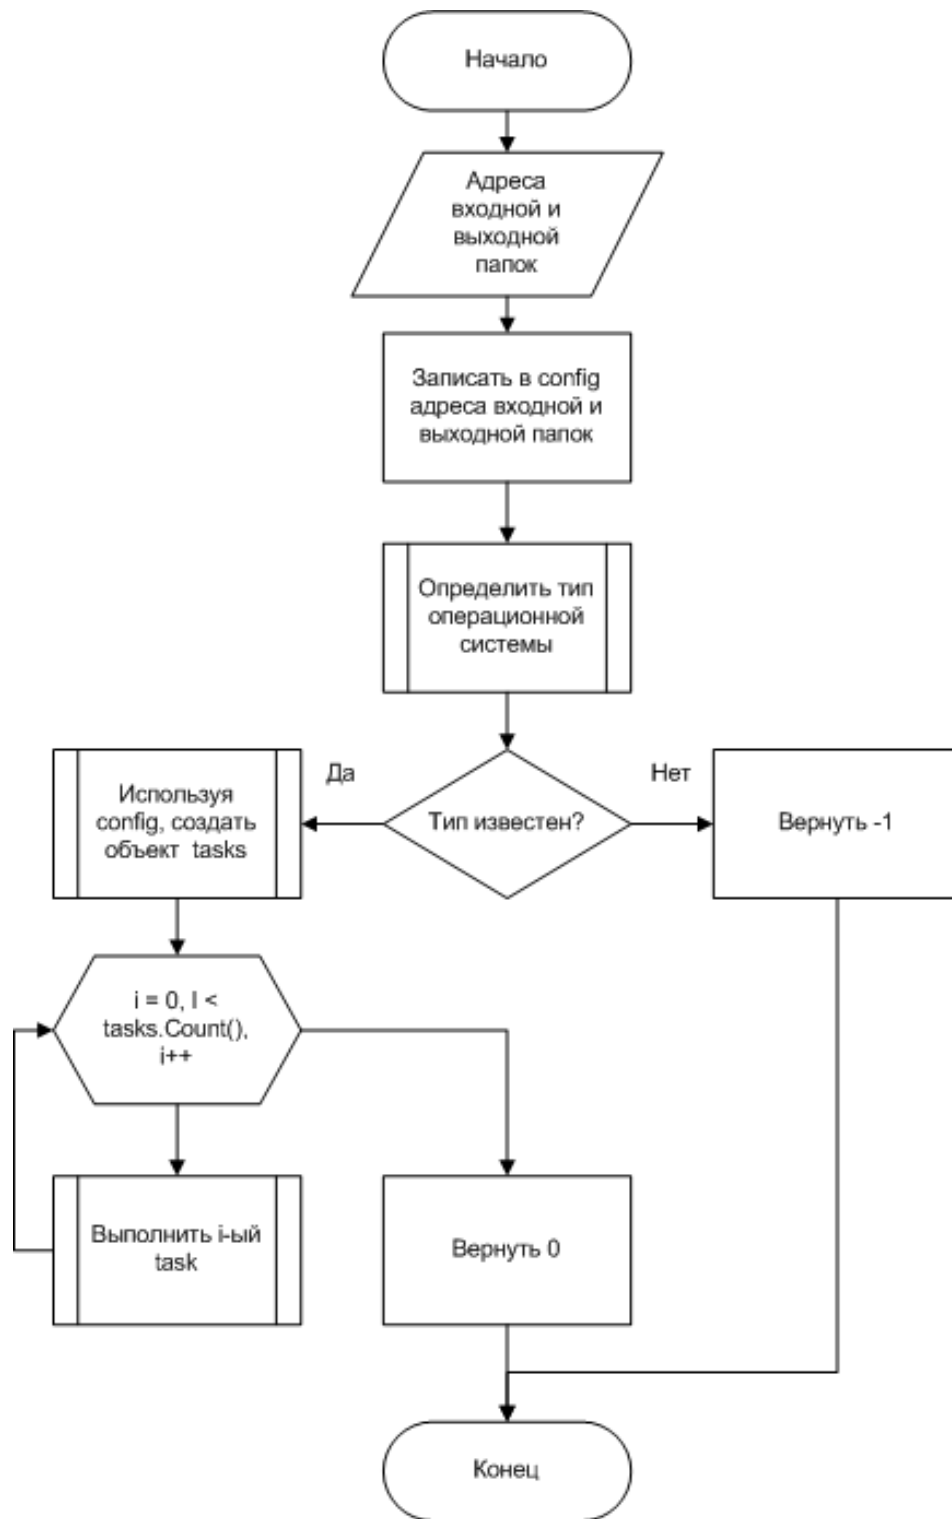 Начало
Адреса
входной и
выходной
папок
Записать в config
адреса входной и
выходной папок
Определить тип
операционной
системы
Да
Нет
Используя
config, создать
объект tasks
Тип известен?
Вернуть -1
i = 0, I <
tasks.Count(),
i++
Выполнить i-ый
task
Вернуть 0
Конец